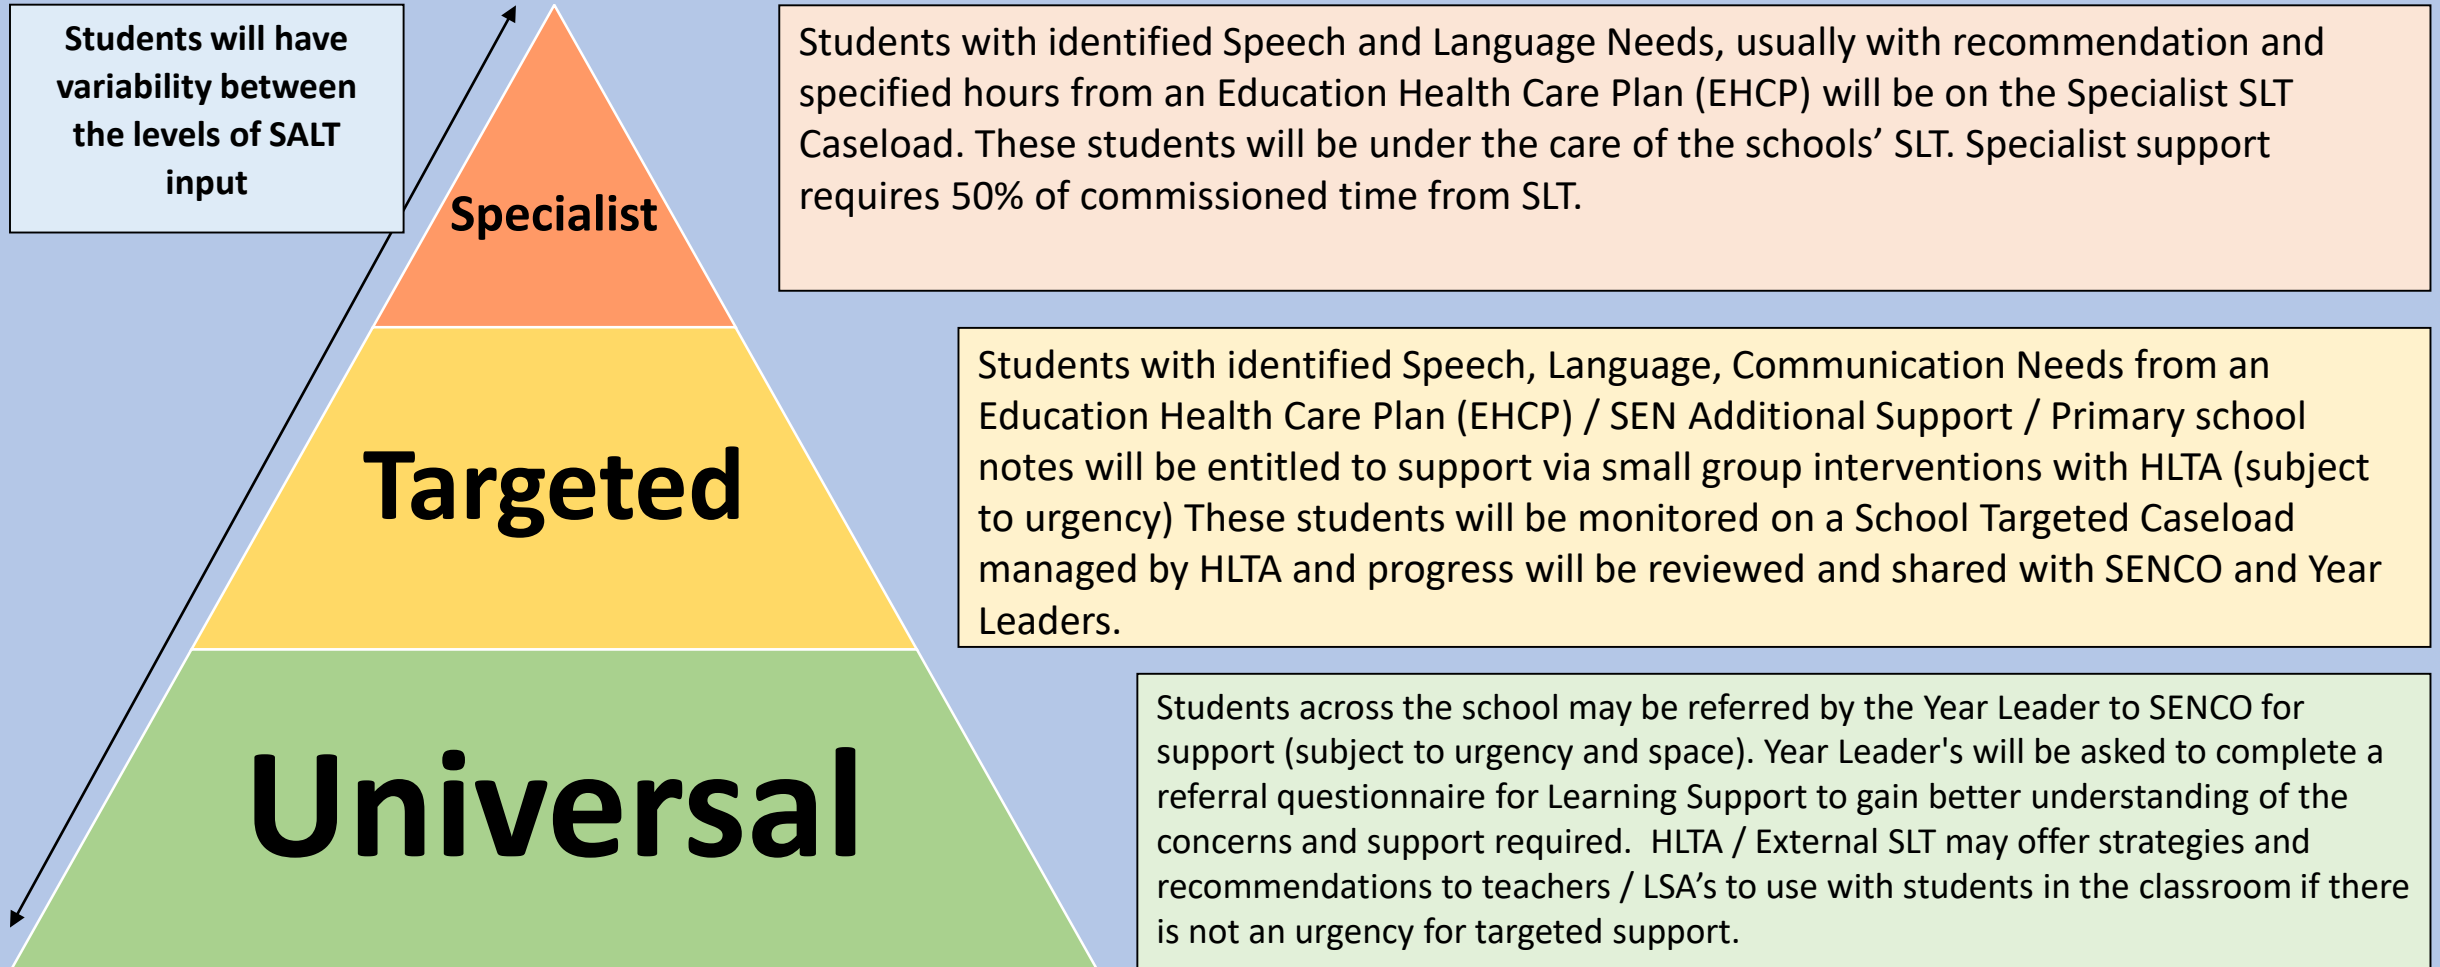 Students will have
variability between
the levels of SALT
input
Specialist
Students with identified Speech and Language Needs, usually with recommendation and
specified hours from an Education Health Care Plan (EHCP) will be on the Specialist SLT
Caseload. These students will be under the care of the schools’ SLT. Specialist support
requires 50% of commissioned time from SLT.
Targeted
Students with identified Speech, Language, Communication Needs from an
Education Health Care Plan (EHCP) / SEN Additional Support / Primary school
notes will be entitled to support via small group interventions with HLTA (subject
to urgency) These students will be monitored on a School Targeted Caseload
managed by HLTA and progress will be reviewed and shared with SENCO and Year
Leaders.
Universal
Students across the school may be referred by the Year Leader to SENCO for
support (subject to urgency and space). Year Leader's will be asked to complete a
referral questionnaire for Learning Support to gain better understanding of the
concerns and support required.  HLTA / External SLT may offer strategies and
recommendations to teachers / LSA’s to use with students in the classroom if there
is not an urgency for targeted support.